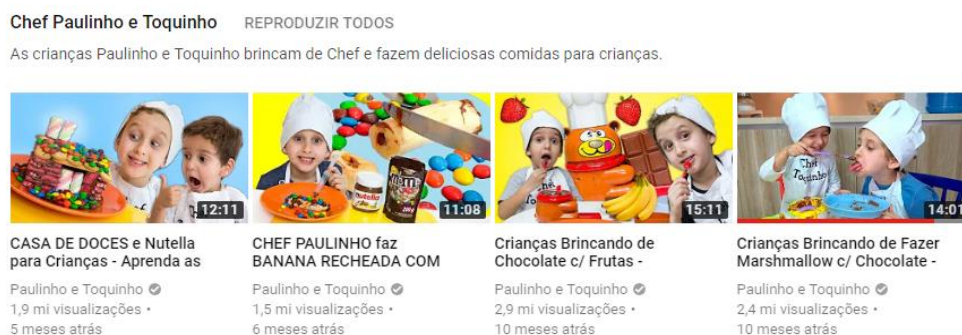 Chef Paulinho e Toquinho REPRODUZIR TODOS
As crianças Paulinho e Toquinho brincam de Chef e fazem deliciosas comidas para crianças.
Chef
Chef
Toquinho
nutella
m&m's
12:11
11:08
15:11
14:01
CASA DE DOCES e Nutella
para Crianças - Aprenda as
Paulinho e Toquinho
1,9 mi visualizações •
5 meses atrás
CHEF PAULINHO faz
BANANA RECHEADA COM
Paulinho e Toquinho
1,5 mi visualizações •
6 meses atrás
Crianças Brincando de
Chocolate c/ Frutas -
Paulinho e Toquinho
2,9 mi visualizações •
10 meses atrás
Crianças Brincando de Fazer
Marshmallow c/ Chocolate -
Paulinho e Toquinho
2,4 mi visualizações •
10 meses atrás